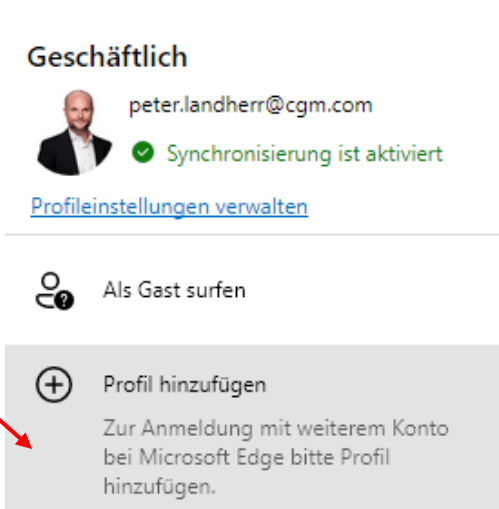 Geschäftlich
peter.landherr@cgm.com
Synchronisierung ist aktiviert
Profileinstellungen verwalten
Als Gast surfen
Profil hinzufügen
Zur Anmeldung mit weiterem Konto
bei Microsoft Edge bitte Profil
hinzufügen.